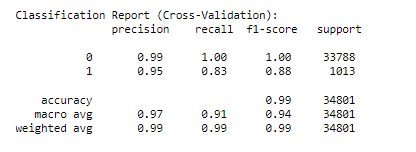 Classification Report (Cross-Validation):
precision recall f1-score support
0 0.99 1.00 1.00 33788
1 0.95 0.83 0.88 1013
accuracy 0.99 34801
macro avg 0.97 0.91 0.94 34801
weighted avg 0.99 0.99 0.99 34801